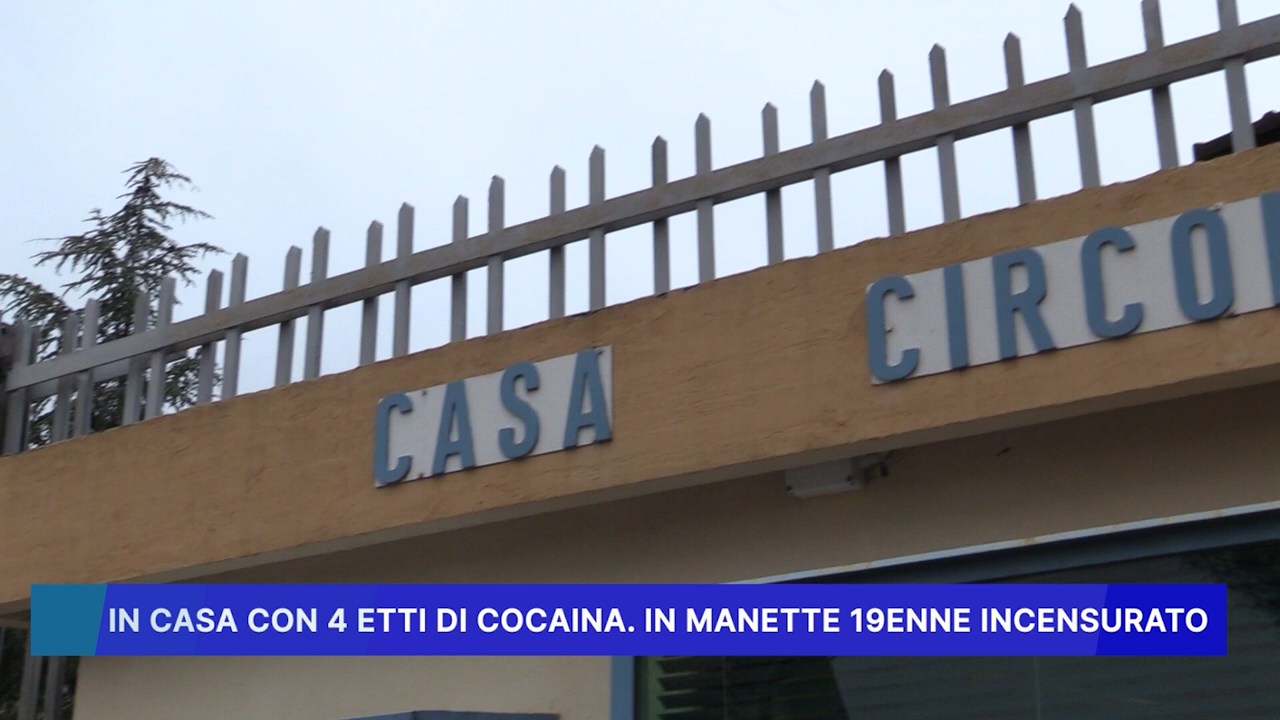 CASA CIRCO
IN CASA CON 4 ETTI DI COCAINA. IN MANETTE 19ENNE INCENSURATO